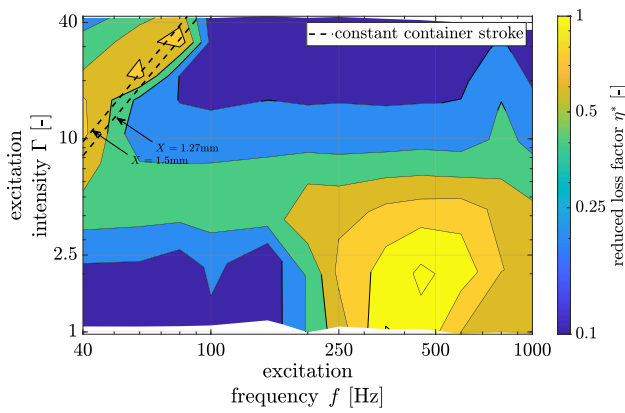 40
10
2.5
1
excitation
intensity Γ [-]
constant container stroke
X = 1.27mm
X = 1.5mm
40
100
250
500
1000
excitation
frequency f [Hz]
1
0.5
0.25
0.1
reduced loss factor η* [-]